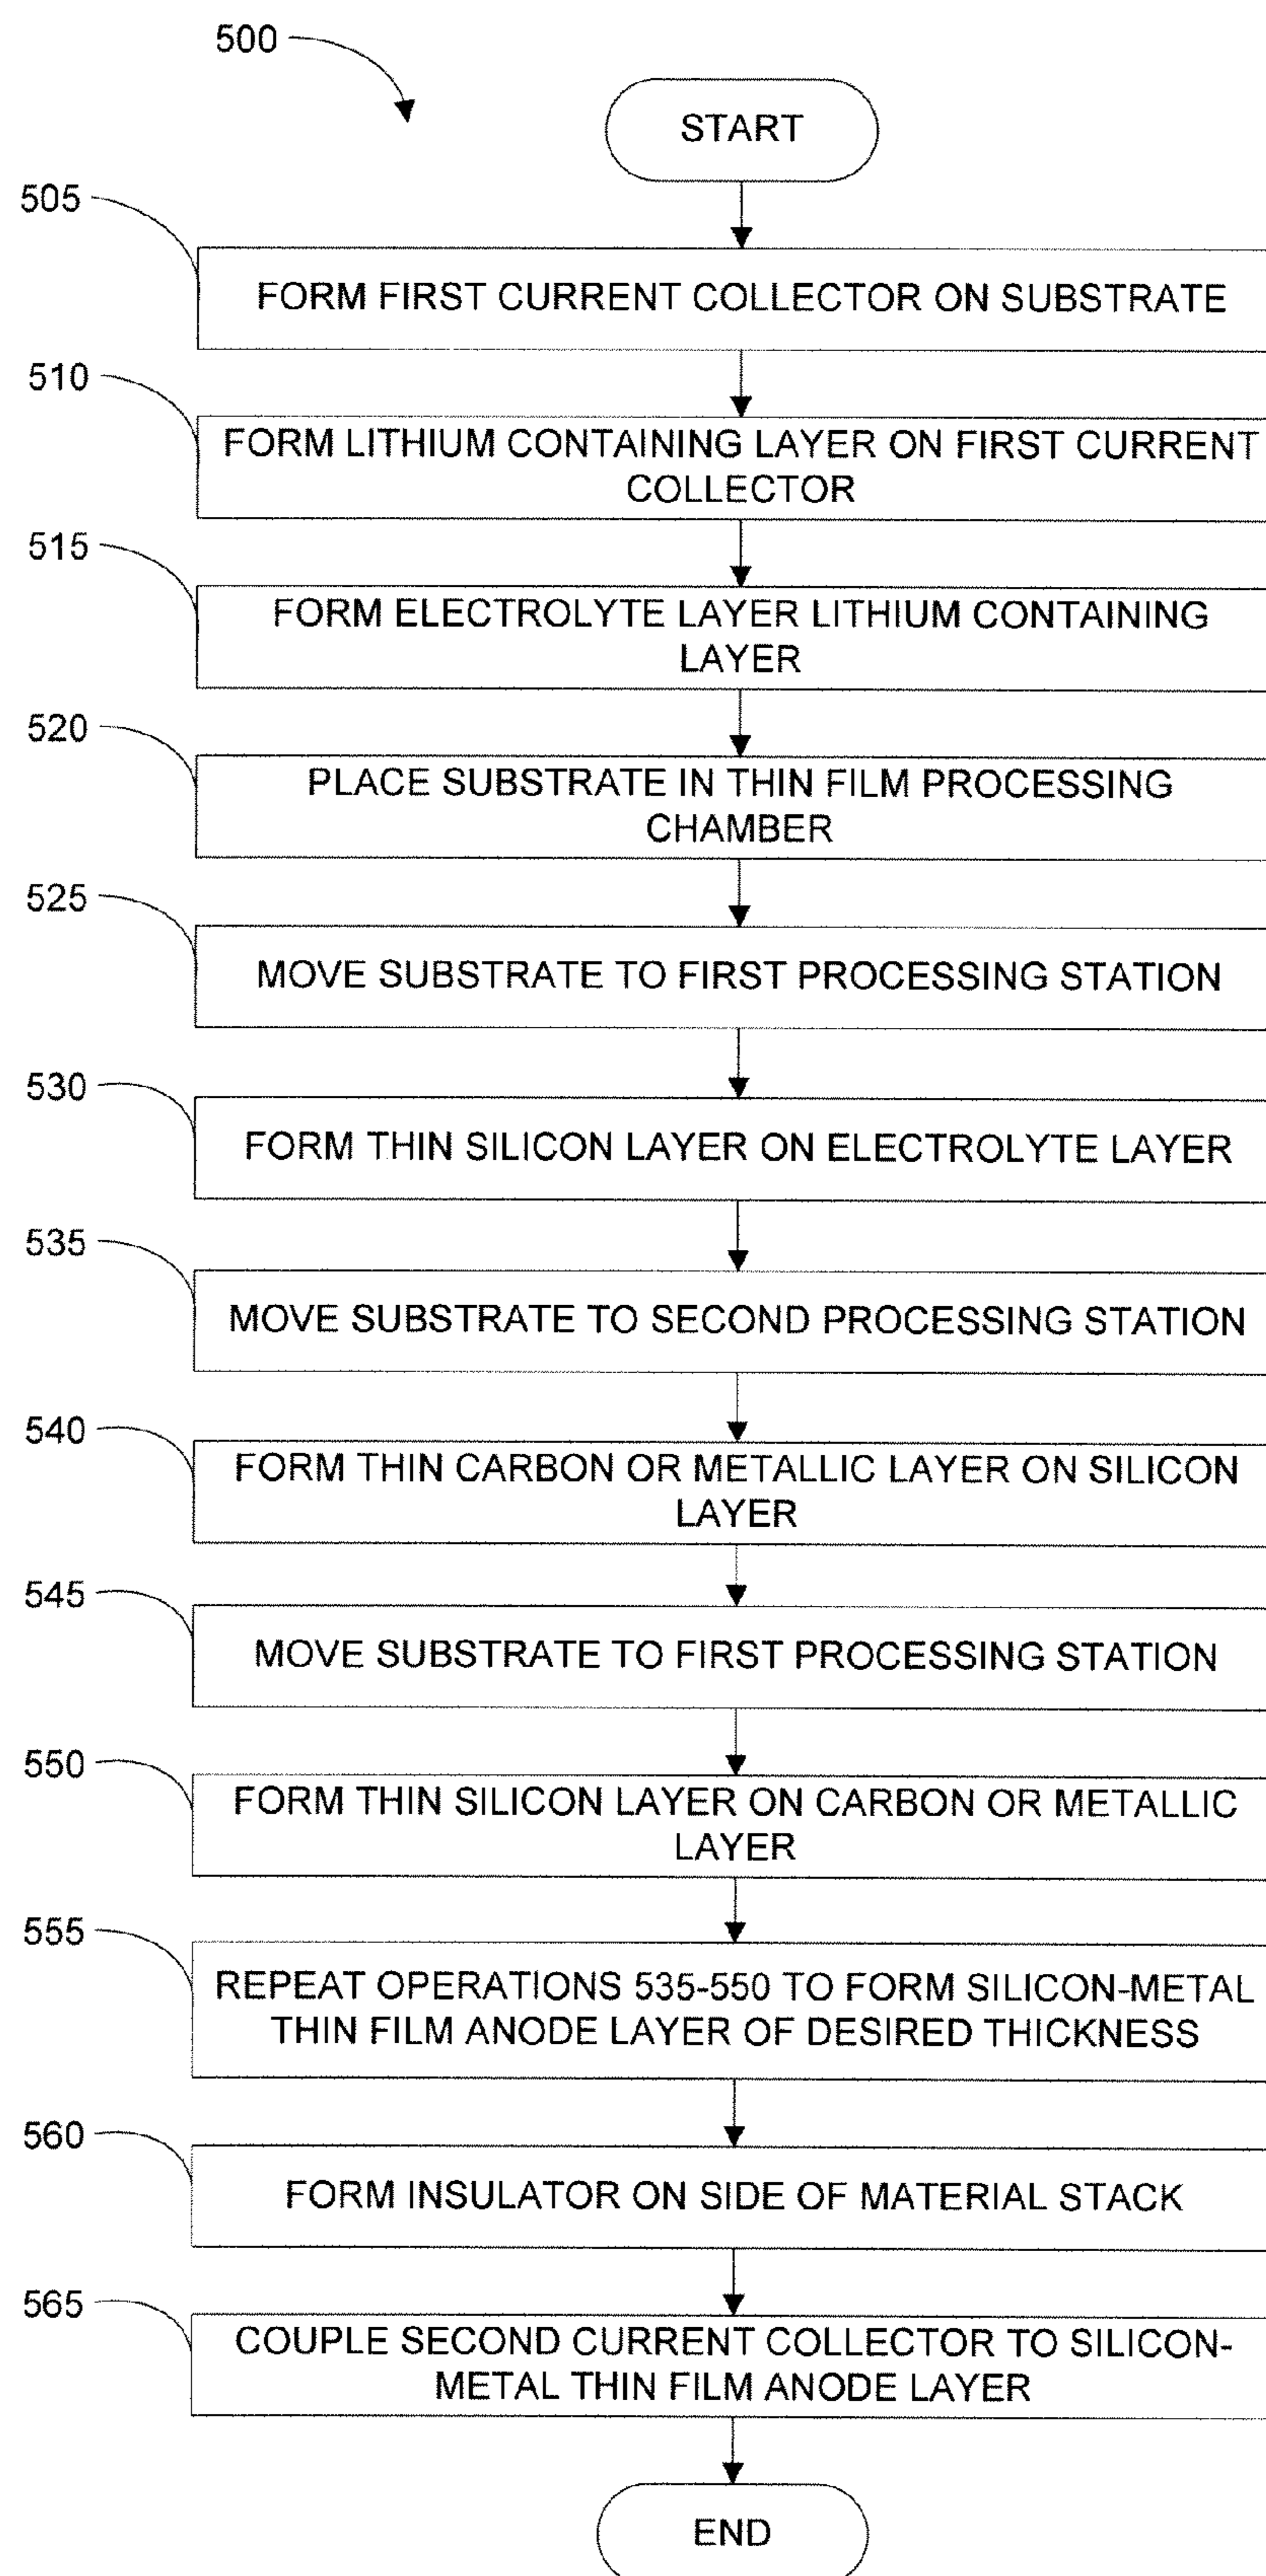 500
START
505
FORM FIRST CURRENT COLLECTOR ON SUBSTRATE
510
FORM LITHIUM CONTAINING LAYER ON FIRST CURRENT
COLLECTOR
515
FORM ELECTROLYTE LAYER LITHIUM CONTAINING
LAYER
520
PLACE SUBSTRATE IN THIN FILM PROCESSING
CHAMBER
525
MOVE SUBSTRATE TO FIRST PROCESSING STATION
530
FORM THIN SILICON LAYER ON ELECTROLYTE LAYER
535
MOVE SUBSTRATE TO SECOND PROCESSING STATION
540
FORM THIN CARBON OR METALLIC LAYER ON SILICON
LAYER
545
MOVE SUBSTRATE TO FIRST PROCESSING STATION
550
FORM THIN SILICON LAYER ON CARBON OR METALLIC
LAYER
555
REPEAT OPERATIONS 535-550 TO FORM SILICON-METAL
THIN FILM ANODE LAYER OF DESIRED THICKNESS
560
FORM INSULATOR ON SIDE OF MATERIAL STACK
565
COUPLE SECOND CURRENT COLLECTOR TO SILICON-
METAL THIN FILM ANODE LAYER
END